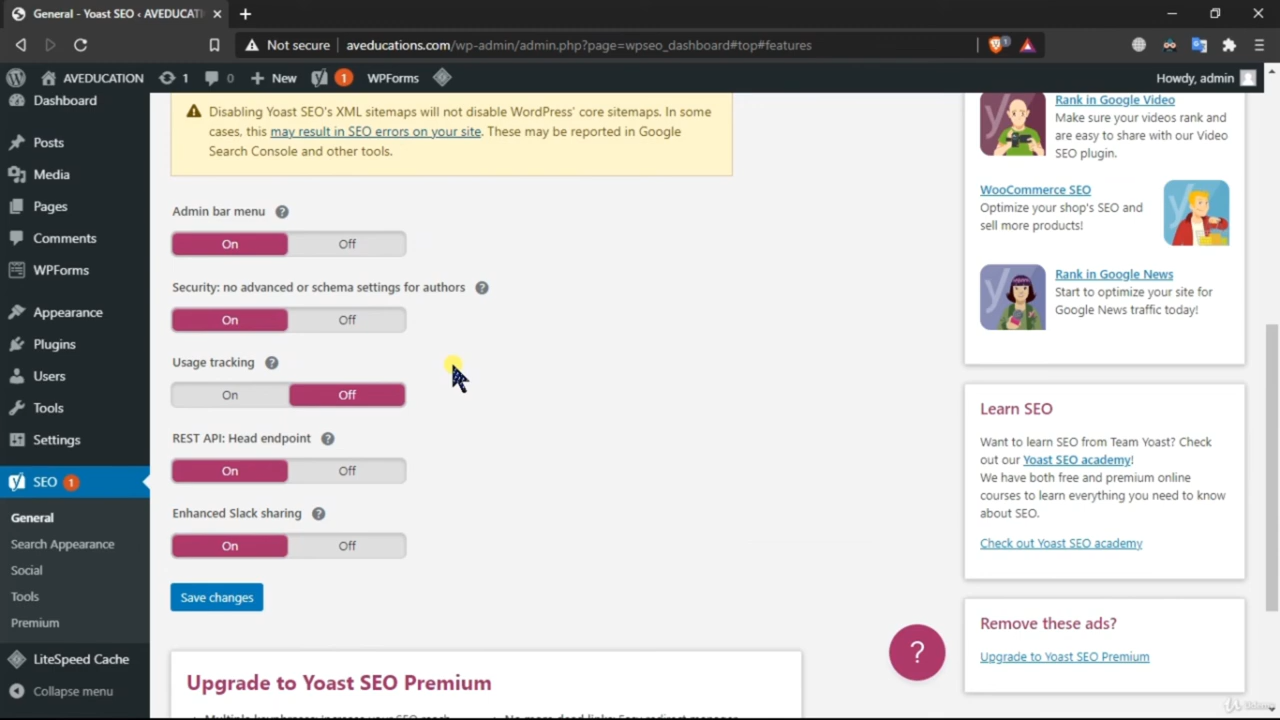 General - Yoast SEO ‹ AVEDUCATI
Not secure
aveducations.com/wp-admin/admin.php?page=wpseo_dashboard#top#features
1
AVEDUCATION
1
0
New
1
WPForms
Howdy, admin
Dashboard
Posts
Media
Pages
Comments
WPForms
Appearance
Plugins
Users
Tools
Settings
SEO 1
General
Search Appearance
Social
Tools
Premium
LiteSpeed Cache
Collapse menu
Disabling Yoast SEO's XML sitemaps will not disable WordPress' core sitemaps. In some
cases, this may result in SEO errors on your site. These may be reported in Google
Search Console and other tools.
Admin bar menu ?
On Off
Security: no advanced or schema settings for authors ?
On Off
Usage tracking ?
On Off
REST API: Head endpoint ?
On Off
Enhanced Slack sharing ?
On Off
Save changes
Upgrade to Yoast SEO Premium
Rank in Google Video
Make sure your videos rank and
are easy to share with our Video
SEO plugin.
WooCommerce SEO
Optimize your shop's SEO and
sell more products!
Rank in Google News
Start to optimize your site for
Google News traffic today!
Learn SEO
Want to learn SEO from Team Yoast? Check
out our Yoast SEO academy!
We have both free and premium online
courses to learn everything you need to know
about SEO.
Check out Yoast SEO academy
Remove these ads?
Upgrade to Yoast SEO Premium
?